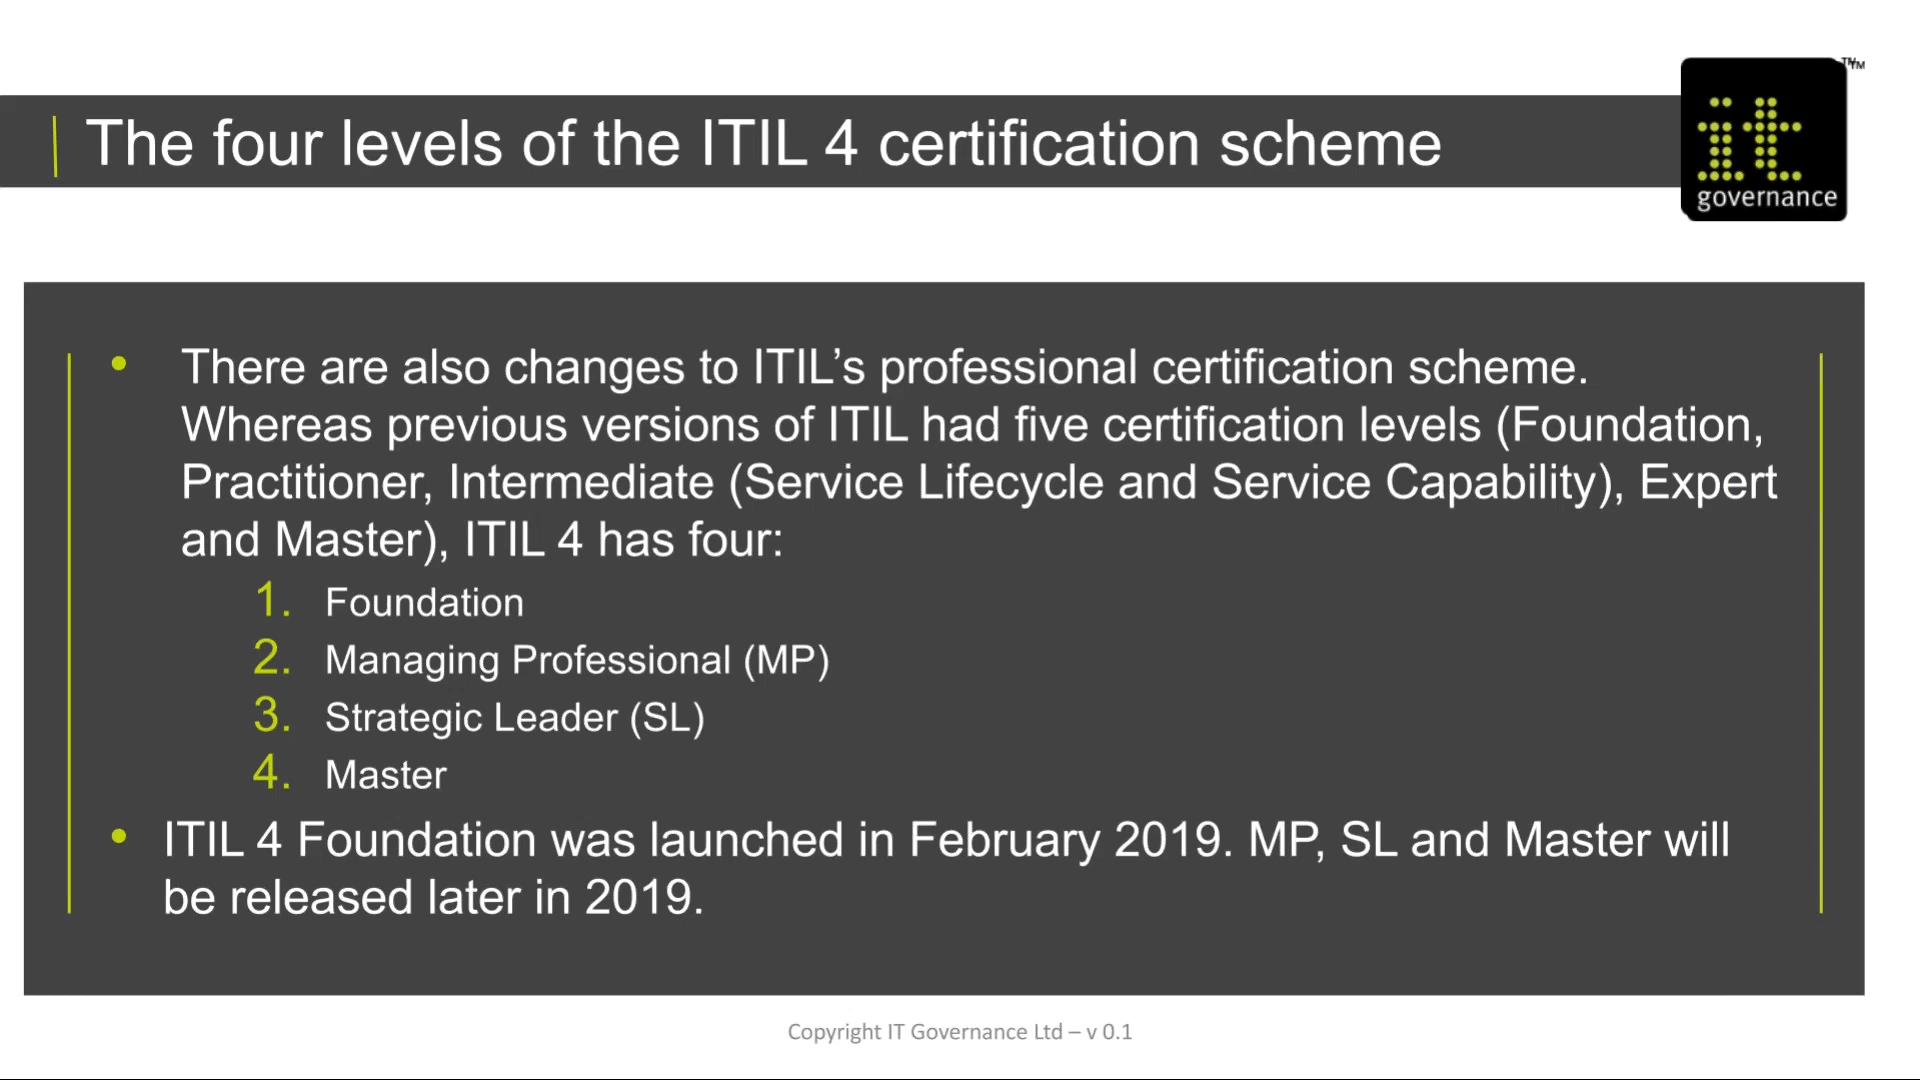 The four levels of the ITIL 4 certification scheme
TM
TM
it
governance
• There are also changes to ITIL’s professional certification scheme.
Whereas previous versions of ITIL had five certification levels (Foundation,
Practitioner, Intermediate (Service Lifecycle and Service Capability), Expert
and Master), ITIL 4 has four:
1. Foundation
2. Managing Professional (MP)
3. Strategic Leader (SL)
4. Master
• ITIL 4 Foundation was launched in February 2019. MP, SL and Master will
be released later in 2019.
Copyright IT Governance Ltd – v 0.1